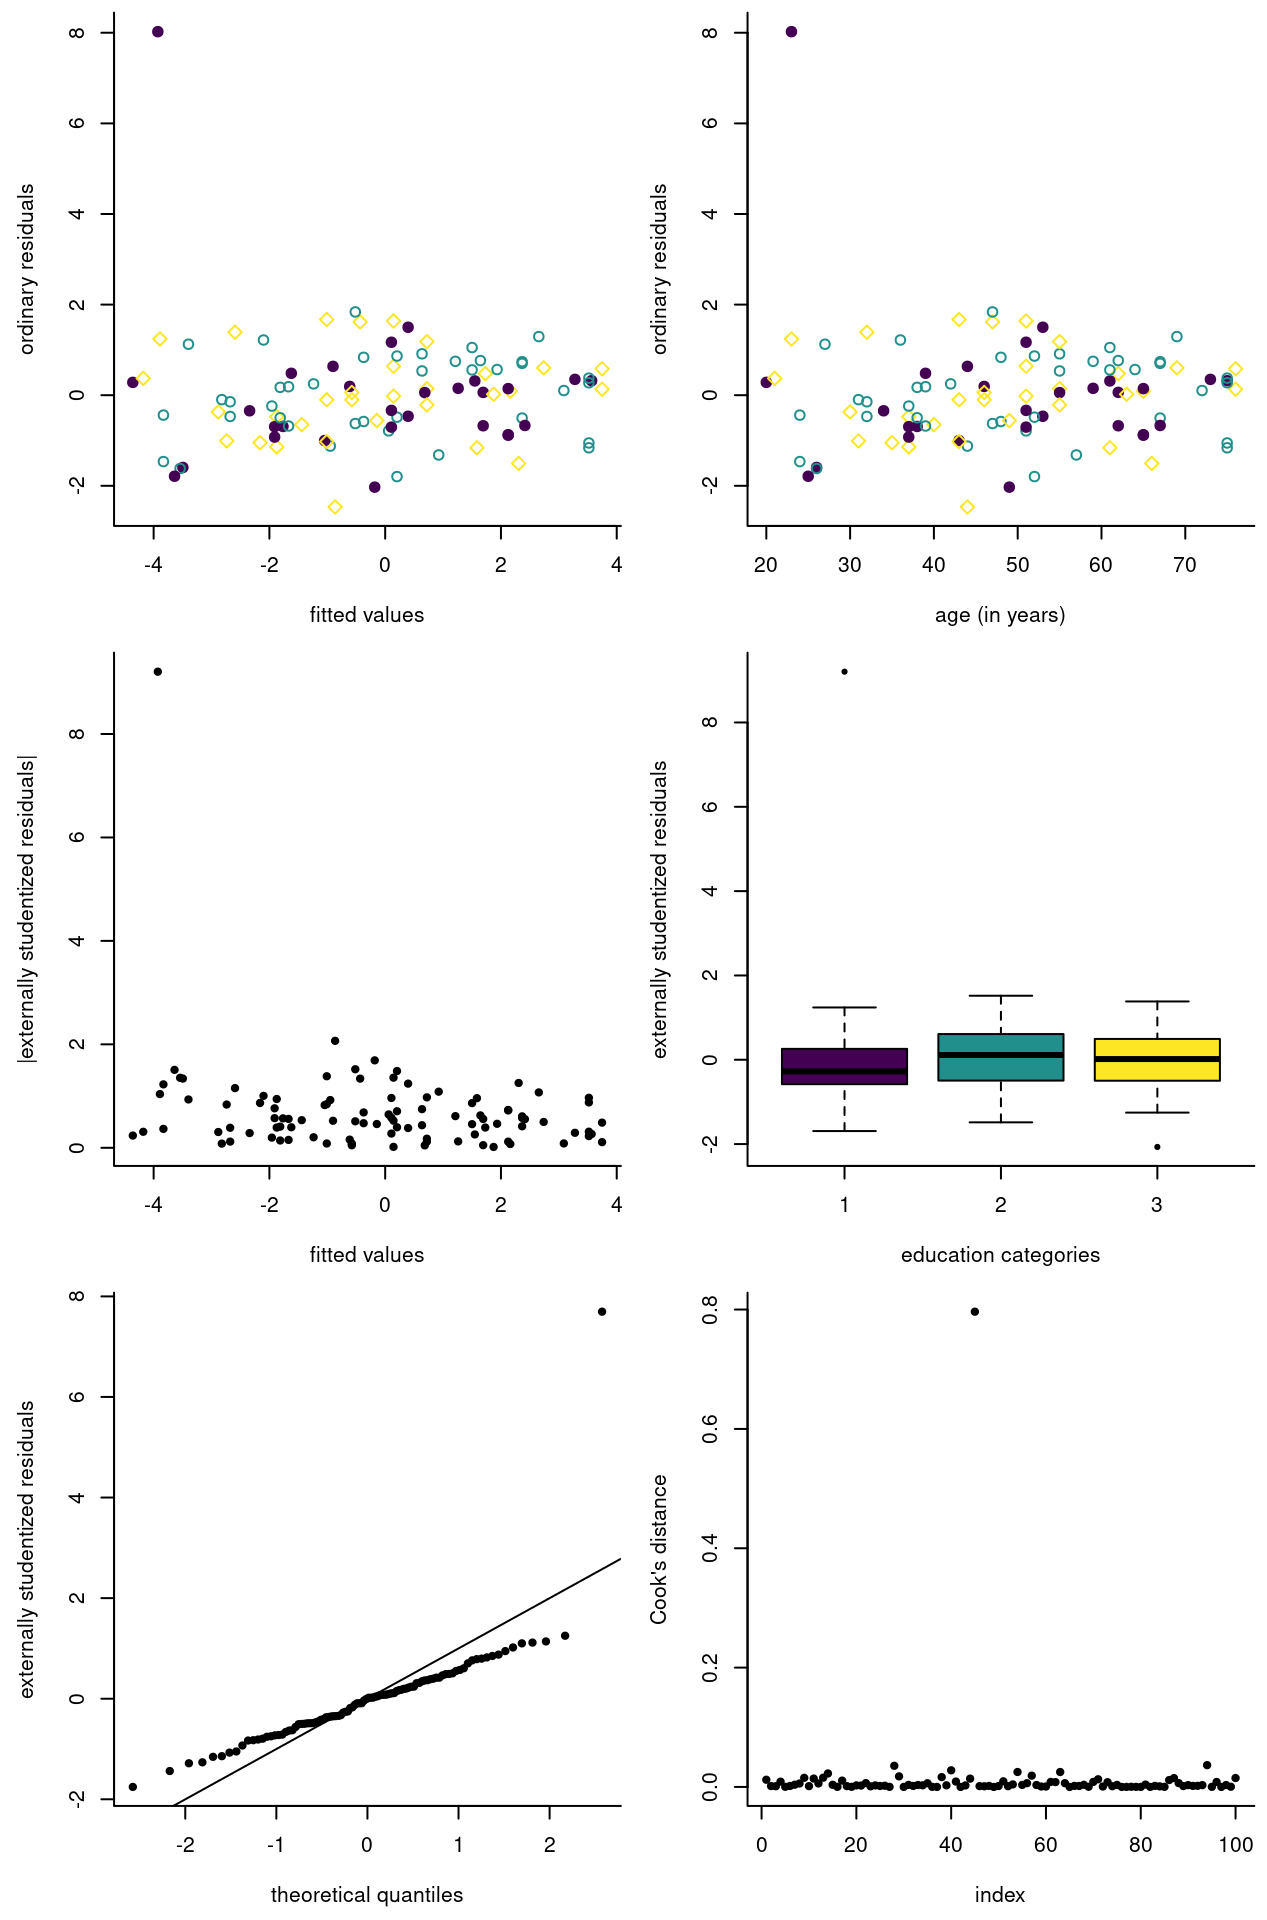 8
6
4
2
0
-2
ordinary residuals
-4 -2 0 2 4
fitted values
8
6
4
2
0
-2
ordinary residuals
20 30 40 50 60 70
age (in years)
8
6
4
2
0
|externally studentized residuals|
-4 -2 0 2 4
fitted values
8
6
4
2
0
-2
externally studentized residuals
1 2 3
education categories
8
6
4
2
0
-2
externally studentized residuals
-2 -1 0 1 2
theoretical quantiles
0.8
0.6
0.4
0.2
0.0
Cook's distance
0 20 40 60 80 100
index